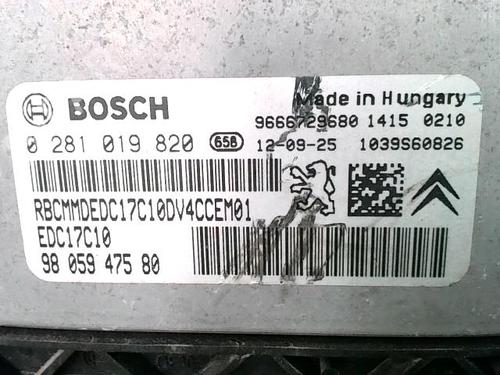 BOSCH
Made in Hungary
9666729680 1415 0210
0 281 019 820 658 12-09-25 1039S60826
RBCMMDEDC17C10DV4CCEM01
EDC17C10
98 059 475 80